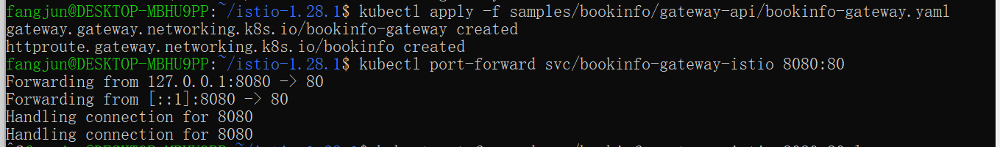 fangjun@DESKTOP-MBHU9PP:~/istio-1.28.1$ kubectl apply -f samples/bookinfo/gateway-api/bookinfo-gateway.yaml
gateway.gateway.networking.k8s.io/bookinfo-gateway created
httproute.gateway.networking.k8s.io/bookinfo created
fangjun@DESKTOP-MBHU9PP:~/istio-1.28.1$ kubectl port-forward svc/bookinfo-gateway-istio 8080:80
Forwarding from 127.0.0.1:8080 -> 80
Forwarding from [::1]:8080 -> 80
Handling connection for 8080
Handling connection for 8080